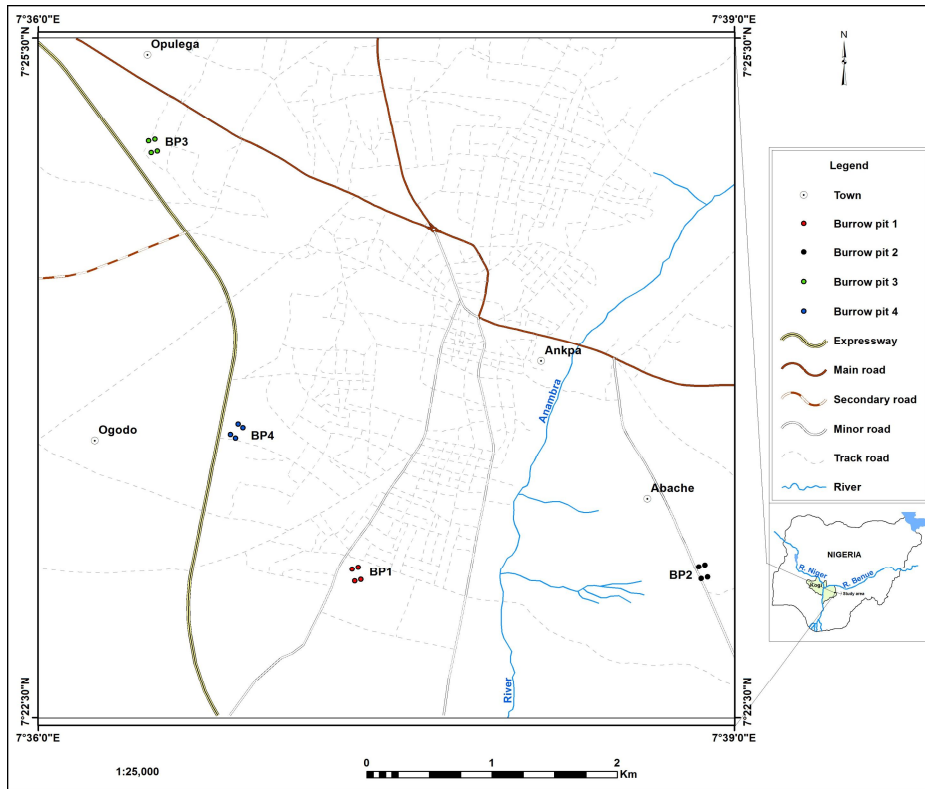 7°36'0"E
7°39'0"E
7°25'30"N
7°25'30"N
Opulega
BP3
Ankpa
Anambra
Ogodo
BP4
Abache
BP1
BP2
River
7°22'30"N
7°22'30"N
7°36'0"E
7°39'0"E
1:25,000
0 1 2
Km
N
Legend
Town
Burrow pit 1
Burrow pit 2
Burrow pit 3
Burrow pit 4
Expressway
Main road
Secondary road
Minor road
Track road
River
NIGERIA
R. Niger
R. Benue
Kogi
Study area